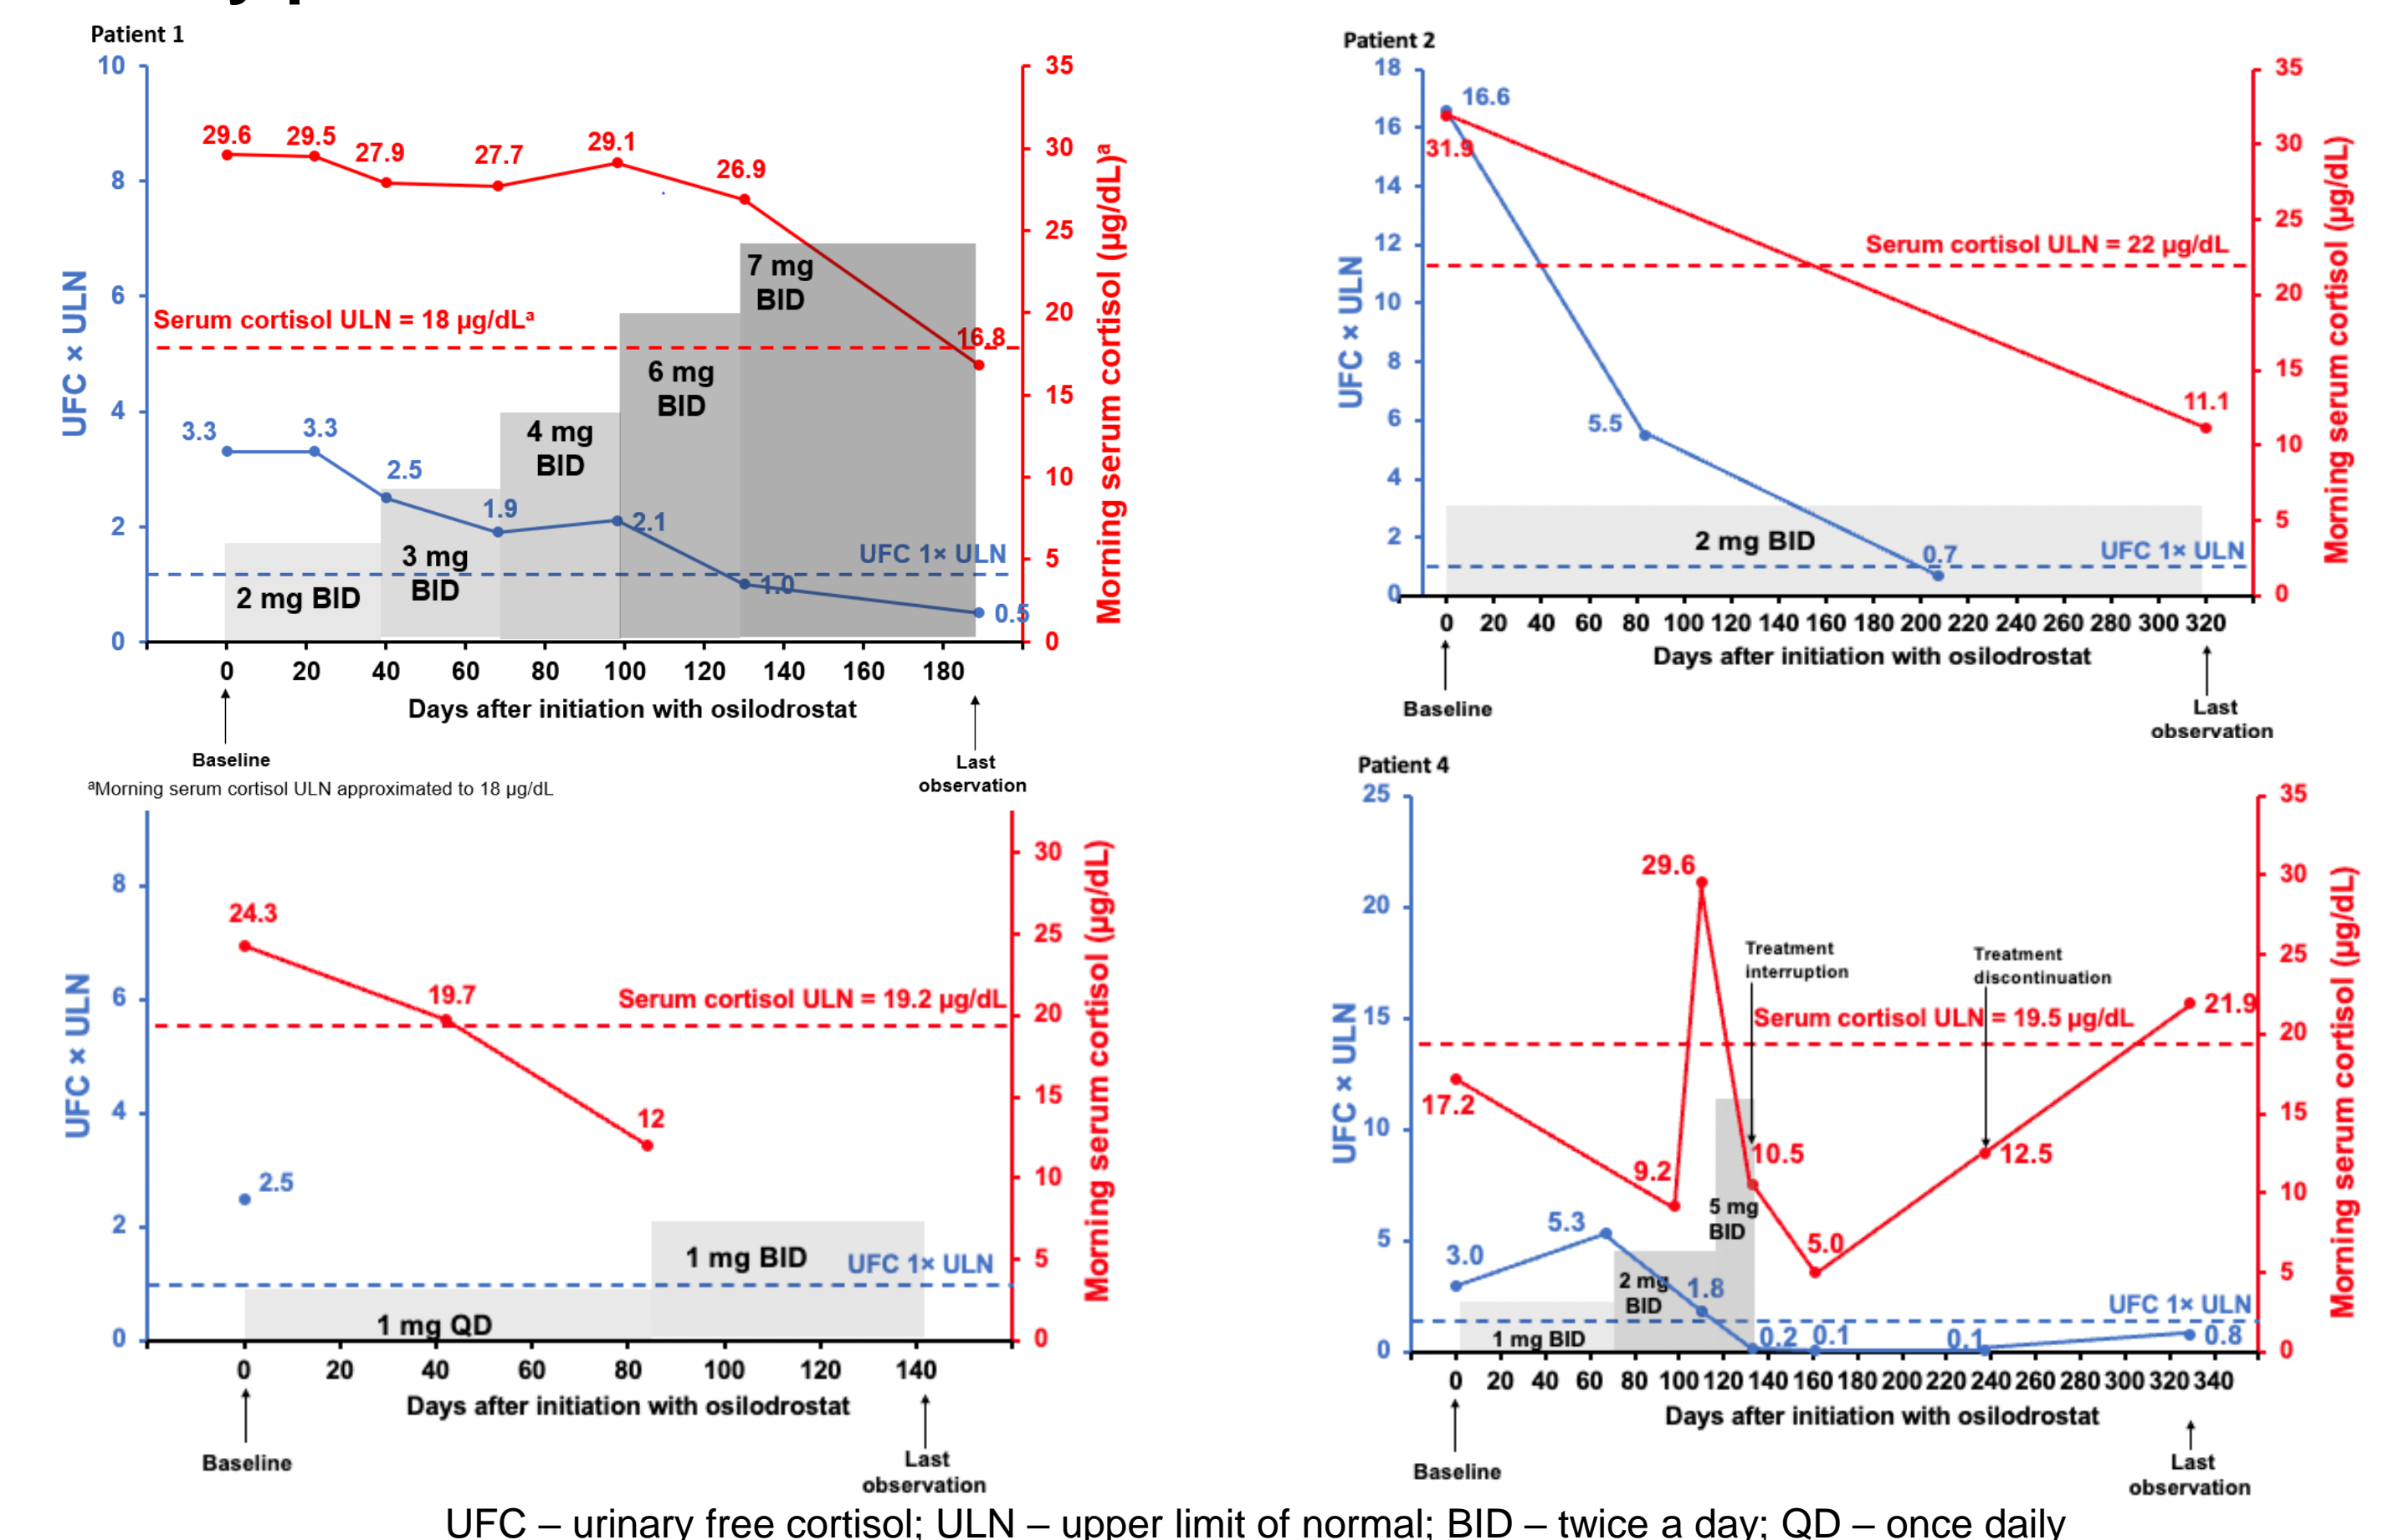 Patient 1
10
8
6
4
2
0
UFC × ULN
35
30
25
20
15
10
5
0
Morning serum cortisol (µg/dL)ᵃ
29.6
29.5
27.9
27.7
29.1
26.9
16.8
Serum cortisol ULN = 18 µg/dLᵃ
3.3
3.3
2.5
1.9
2.1
1.0
0.5
UFC 1× ULN
2 mg BID
3 mg
BID
4 mg
BID
6 mg
BID
7 mg
BID
0 20 40 60 80 100 120 140 160 180
Days after initiation with osilodrostat
Baseline
Last
observation
ᵃMorning serum cortisol ULN approximated to 18 µg/dL
Patient 2
18
16
14
12
10
8
6
4
2
0
UFC × ULN
35
30
25
20
15
10
5
0
Morning serum cortisol (µg/dL)
16.6
31.9
Serum cortisol ULN = 22 µg/dL
11.1
5.5
0.7
2 mg BID
UFC 1× ULN
0 20 40 60 80 100 120 140 160 180 200 220 240 260 280 300 320
Days after initiation with osilodrostat
Baseline
Last
observation
8
6
4
2
0
UFC × ULN
30
25
20
15
10
5
0
Morning serum cortisol (µg/dL)
24.3
19.7
12
Serum cortisol ULN = 19.2 µg/dL
2.5
1 mg BID
UFC 1× ULN
1 mg QD
0 20 40 60 80 100 120 140
Days after initiation with osilodrostat
Baseline
Last
observation
Patient 4
25
20
15
10
5
0
UFC × ULN
35
30
25
20
15
10
5
0
Morning serum cortisol (µg/dL)
29.6
Treatment
interruption
Treatment
discontinuation
Serum cortisol ULN = 19.5 µg/dL
21.9
17.2
9.2
10.5
12.5
5.0
5 mg
BID
5.3
3.0
2 mg
BID
1.8
1 mg BID
0.2
0.1
0.1
0.8
UFC 1× ULN
0 20 40 60 80 100 120 140 160 180 200 220 240 260 280 300 320 340
Days after initiation with osilodrostat
Baseline
Last
observation
UFC – urinary free cortisol; ULN – upper limit of normal; BID – twice a day; QD – once daily